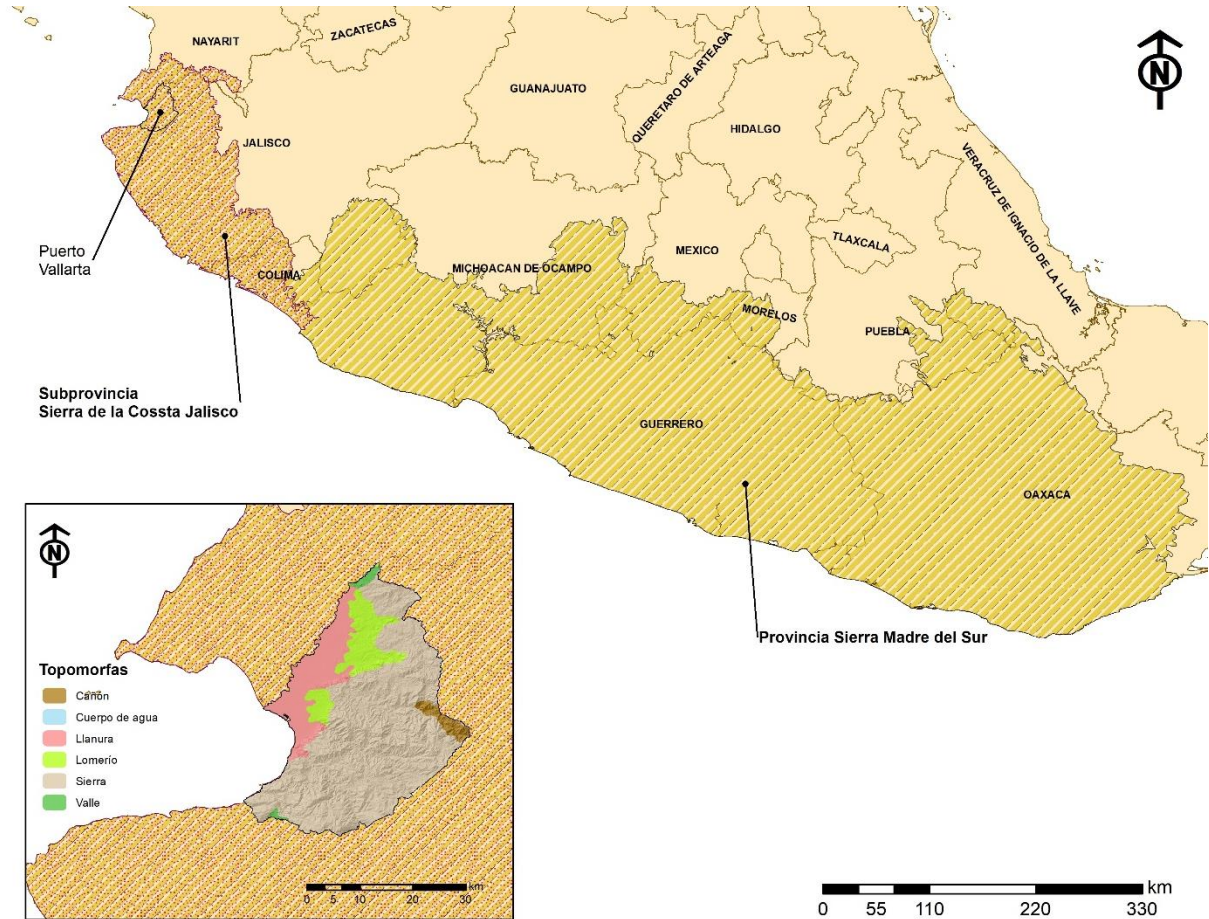 ZACATECAS
NAYARIT
N
GUANAJUATO
QUERETARO DE ARTEAGA
HIDALGO
JALISCO
VERACRUZ DE IGNACIO DE LA LLAVE
Puerto
Vallarta
MEXICO
TLAXCALA
COLIMA
MICHOACAN DE OCAMPO
MORELOS
PUEBLA
Subprovincia
Sierra de la Cossta Jalisco
GUERRERO
OAXACA
Provincia Sierra Madre del Sur
N
Topomorfas
Cañón
Cuerpo de agua
Llanura
Lomerío
Sierra
Valle
km
0 5 10 20 30
km
0 55 110 220 330